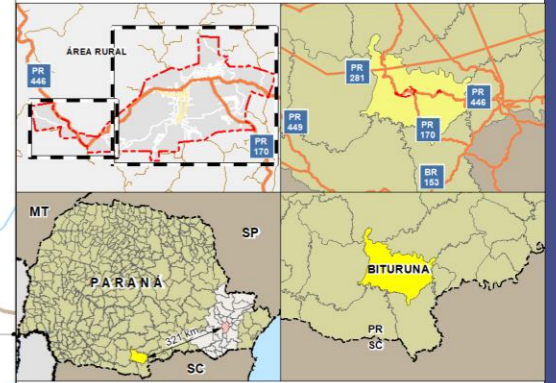 ÁREA RURAL
PR
446
PR
170
PR
281
PR
446
PR
449
PR
170
BR
153
MT
SP
PARANÁ
321 km
SC
BITURUNA
PR
SC